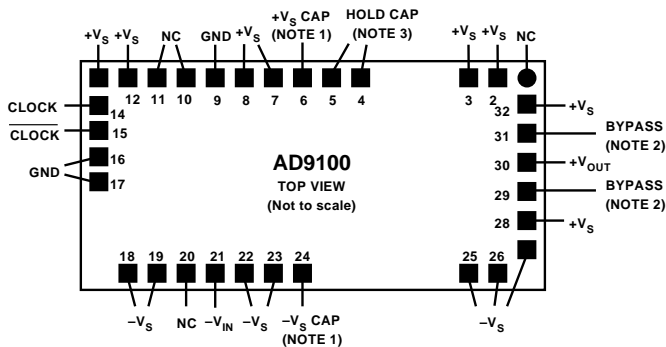 +VS +VS NC GND +VS +VS CAP (NOTE 1) HOLD CAP (NOTE 3) +VS +VS NC
12 11 10 9 8 7 6 5 4 3 2
CLOCK 14
CLOCK 15
GND 16
17
32 +VS
31 BYPASS (NOTE 2)
30 +VOUT
29 BYPASS (NOTE 2)
28 +VS
AD9100
TOP VIEW
(Not to scale)
18 19 20 21 22 23 24 25 26
–VS NC –VIN –VS –VS CAP (NOTE 1) –VS